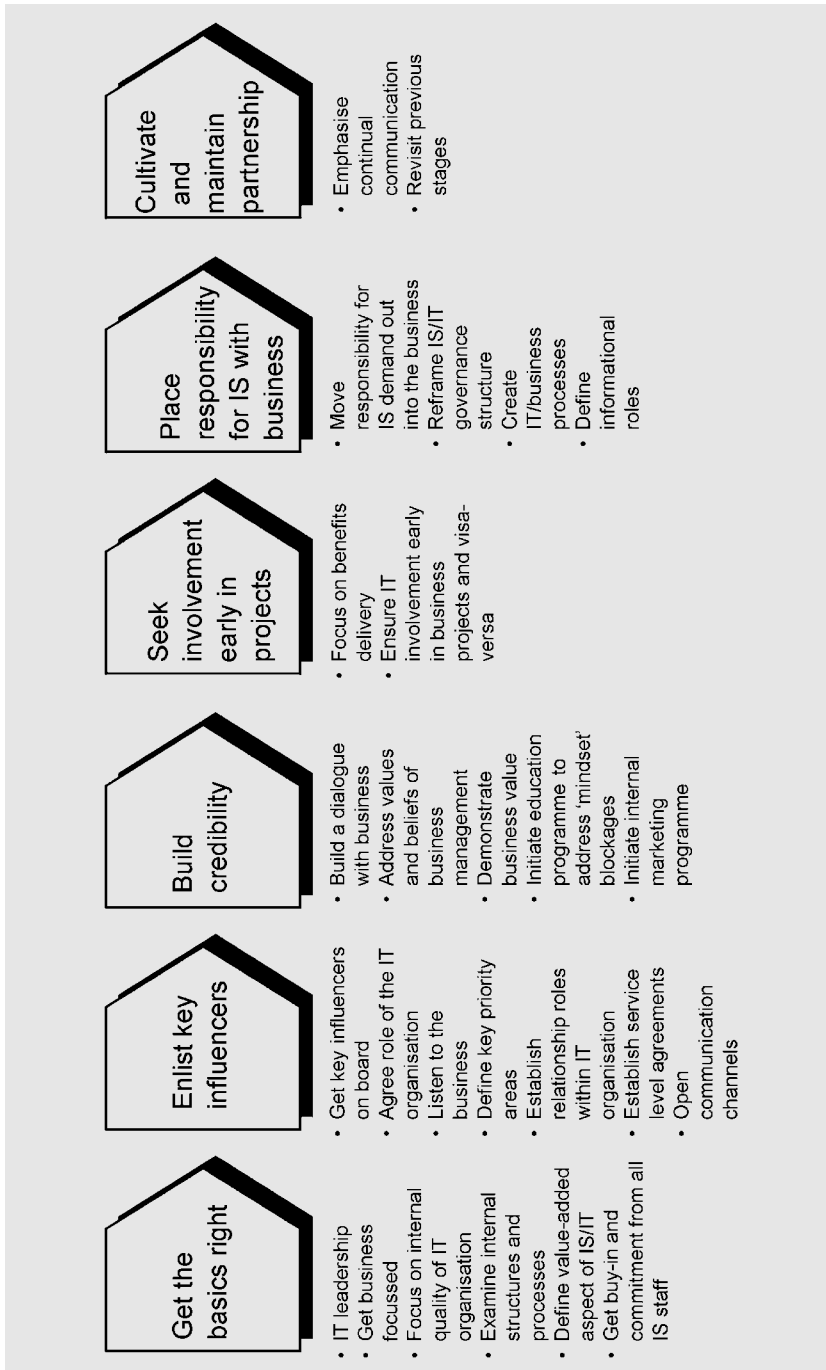 Get the
basics right
• IT leadership
• Get business
focussed
• Focus on internal
quality of IT
organisation
• Examine internal
structures and
processes
• Define value-added
aspect of IS/IT
• Get buy-in and
commitment from all
IS staff
Enlist key
influencers
• Get key influencers
on board
• Agree role of the IT
organisation
• Listen to the
business
• Define key priority
areas
• Establish
relationship roles
within IT
organisation
• Establish service
level agreements
• Open
communication
channels
Build
credibility
• Build a dialogue
with business
• Address values
and beliefs of
business
management
• Demonstrate
business value
• Initiate education
programme to
address ‘mindset’
blockages
• Initiate internal
marketing
programme
Seek
involvement
early in
projects
• Focus on benefits
delivery
• Ensure IT
involvement early
in business
projects and visa-
versa
Place
responsibility
for IS with
business
• Move
responsibility for
IS demand out
into the business
• Reframe IS/IT
governance
structure
• Create
IT/business
processes
• Define
informational
roles
Cultivate
and
maintain
partnership
• Emphasise
continual
communication
• Revisit previous
stages